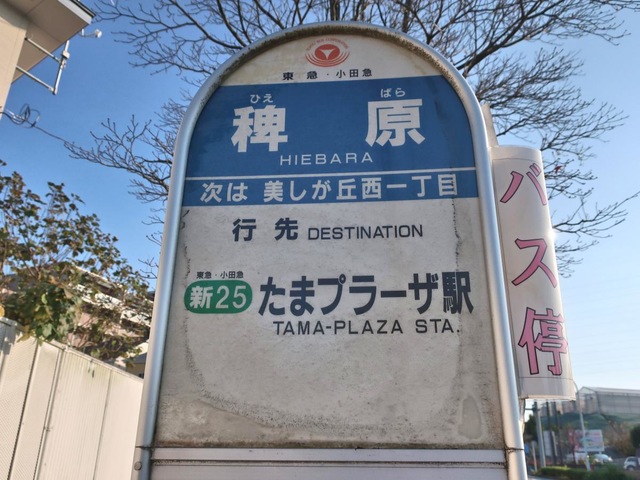 東急・小田急
ひえ ばら
稗原
HIEBARA
次は 美しが丘西一丁目
行先 DESTINATION
東急・小田急
新25 たまプラーザ駅
TAMA-PLAZA STA.
バス停